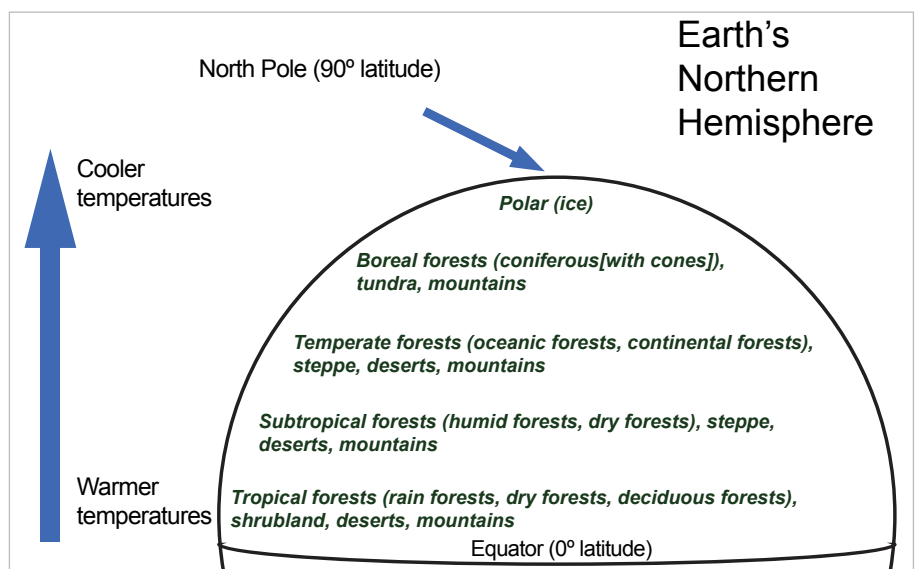 Earth's
Northern
Hemisphere
North Pole (90º latitude)
Cooler
temperatures
Polar (ice)
Boreal forests (coniferous[with cones]),
tundra, mountains
Temperate forests (oceanic forests, continental forests),
steppe, deserts, mountains
Subtropical forests (humid forests, dry forests), steppe,
deserts, mountains
Warmer
temperatures
Tropical forests (rain forests, dry forests, deciduous forests),
shrubland, deserts, mountains
Equator (0º latitude)